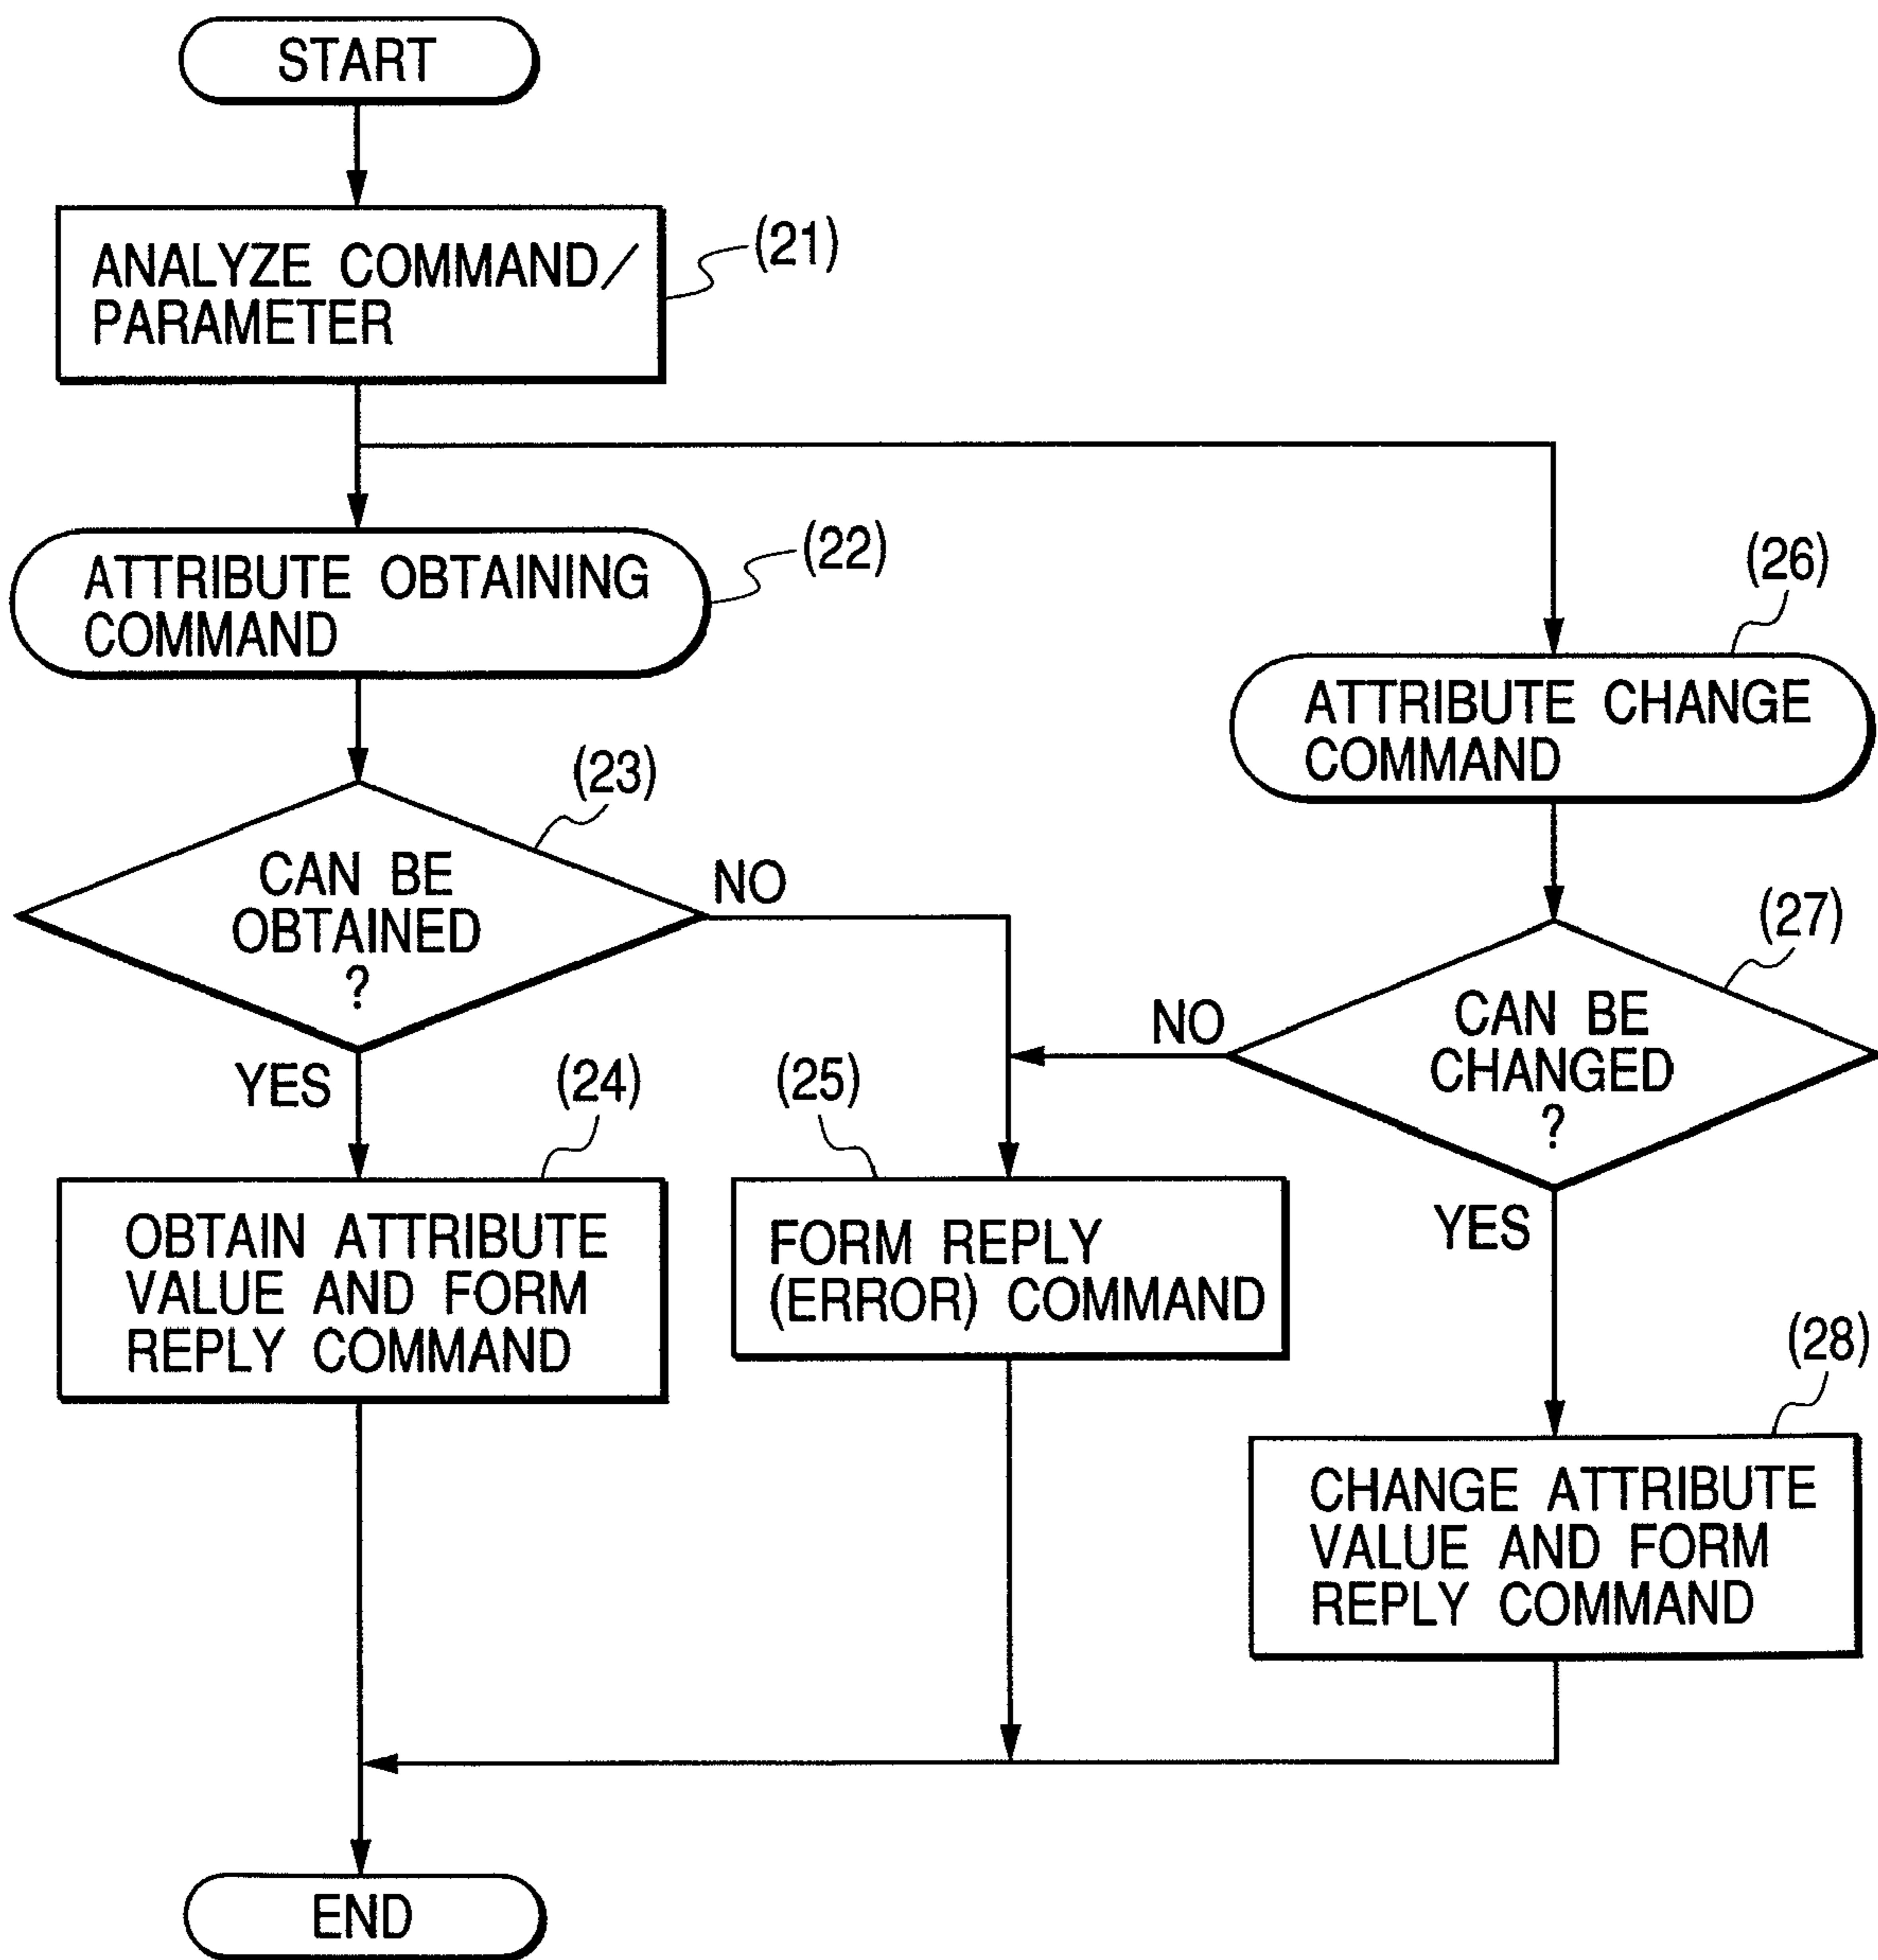 START
ANALYZE COMMAND/
PARAMETER
(21)
ATTRIBUTE OBTAINING
COMMAND
(22)
CAN BE
OBTAINED
?
(23)
NO
YES
OBTAIN ATTRIBUTE
VALUE AND FORM
REPLY COMMAND
(24)
FORM REPLY
(ERROR) COMMAND
(25)
ATTRIBUTE CHANGE
COMMAND
(26)
CAN BE
CHANGED
?
(27)
NO
YES
CHANGE ATTRIBUTE
VALUE AND FORM
REPLY COMMAND
(28)
END